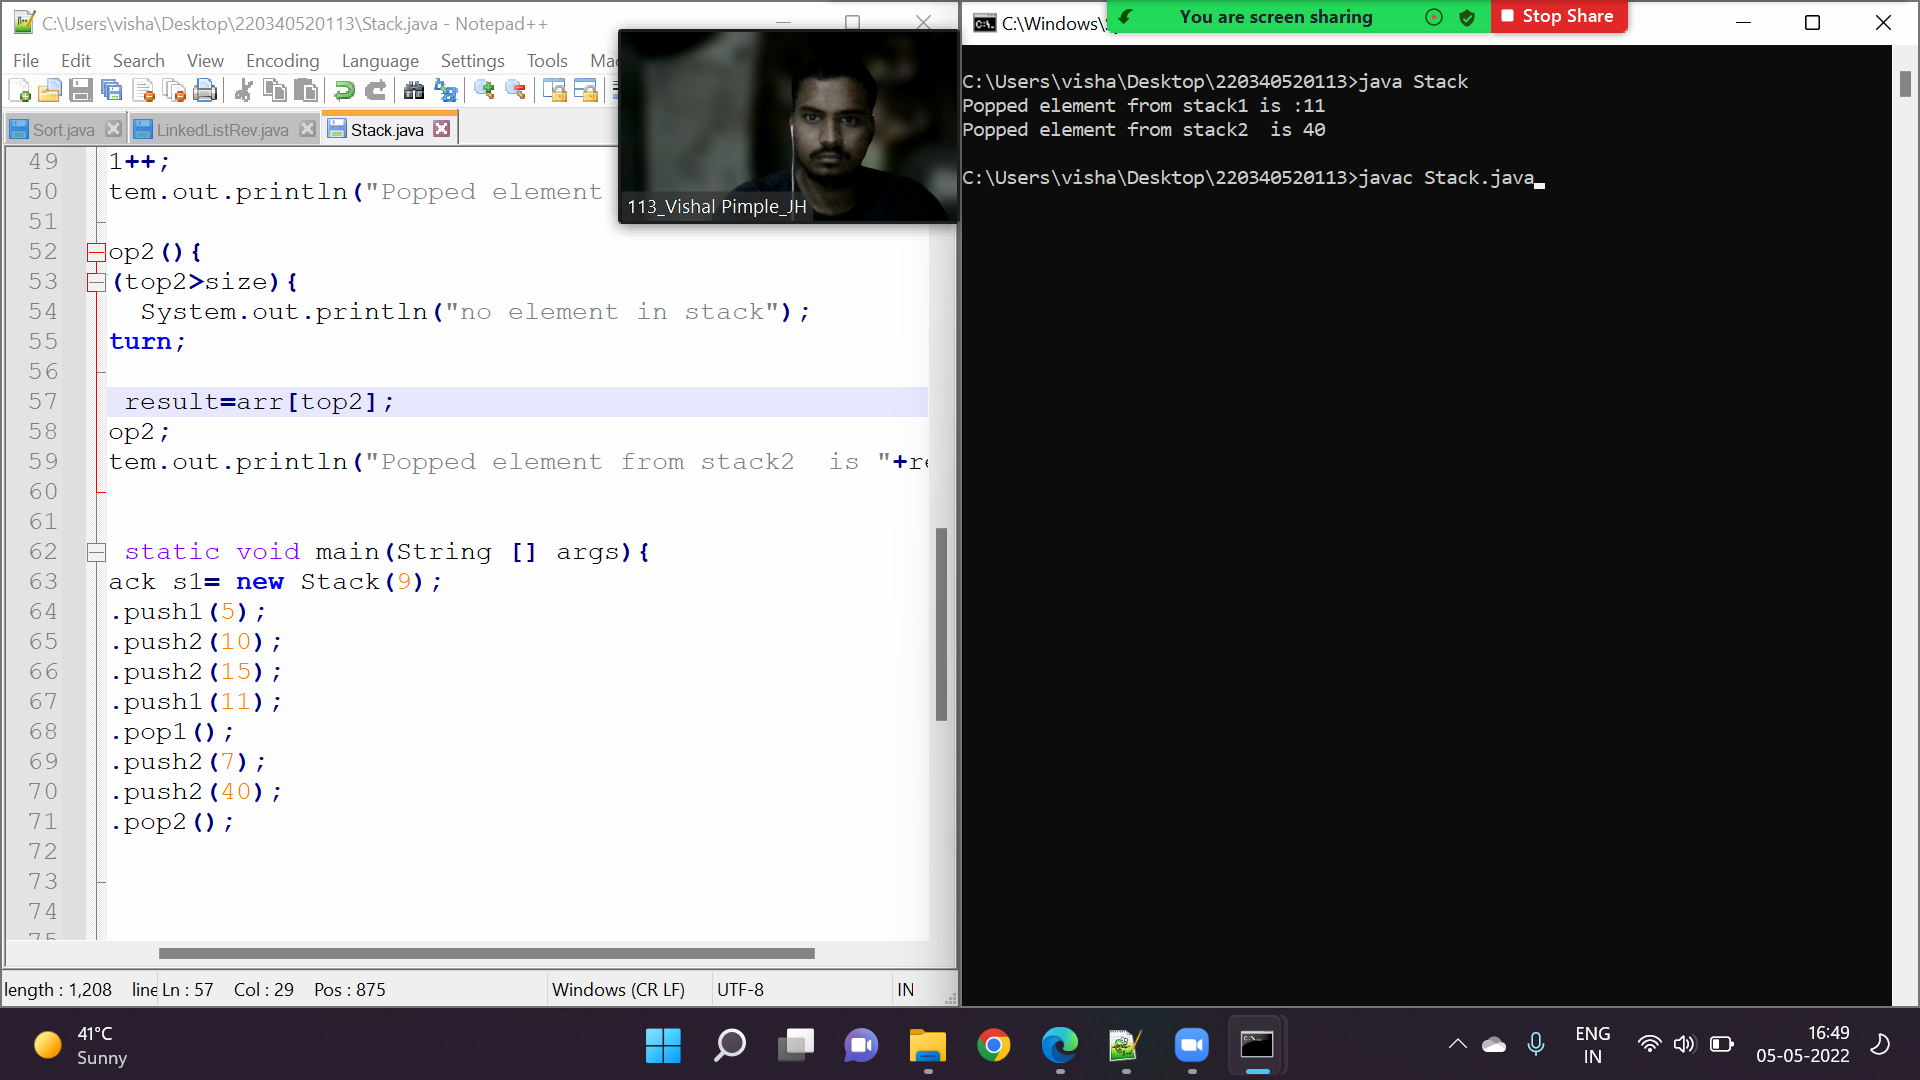 C:\Users\visha\Desktop\220340520113\Stack.java - Notepad++
File Edit Search View Encoding Language Settings Tools
Sort.java LinkedListRev.java Stack.java
49 1++;
50 tem.out.println("Popped element
51
52 op2(){
53 (top2>size){
54 System.out.println("no element in stack");
55 turn;
56
57 result=arr[top2];
58 op2;
59 tem.out.println("Popped element from stack2  is "+re
60
61
62 static void main(String [] args){
63 ack s1= new Stack(9);
64 .push1(5);
65 .push2(10);
66 .push2(15);
67 .push1(11);
68 .pop1();
69 .push2(7);
70 .push2(40);
71 .pop2();
72
73
74
75
length : 1,208 line Ln : 57 Col : 29 Pos : 875 Windows (CR LF) UTF-8 IN
113_Vishal Pimple_JH
C:\Windows\S
You are screen sharing
Stop Share
C:\Users\visha\Desktop\220340520113>java Stack
Popped element from stack1 is :11
Popped element from stack2  is 40
C:\Users\visha\Desktop\220340520113>javac Stack.java
41°C
Sunny
ENG
IN
16:49
05-05-2022